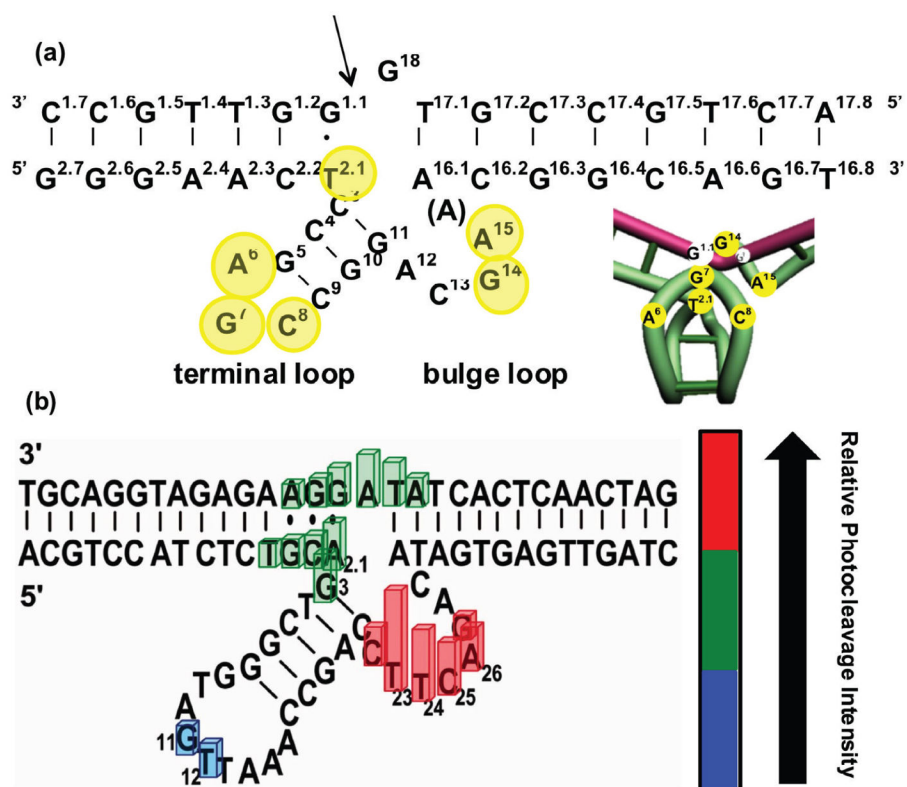 (a)
G18
3' C1.7 C1.6 G1.5 T1.4 T1.3 G1.2 G1.1 T17.1 G17.2 C17.3 C17.4 G17.5 T17.6 C17.7 A17.8 5'
5' G2.7 G2.6 G2.5 A2.4 A2.3 C2.2 T2.1 A16.1 C16.2 G16.3 G16.4 C16.5 A16.6 G16.7 T16.8 3'
C3 (A)
C4 G11 A15
A6 G5 G10 A12 G14
C9 C13
G7 C8
terminal loop bulge loop
G1.1 G14
G7 A15
T2.1
A6 C8
(b)
3'
TGCAGGTAGAGAAGGATATCACTCAACTAG
ACGTCCATCTCTGCA2.1 ATAGTGAGTTGATC
5'
G3 C
T A
C G
G A C A26
G G T C25
G C T24
T C T23
A C
G11 A
T12 T A A
Relative Photocleavage Intensity